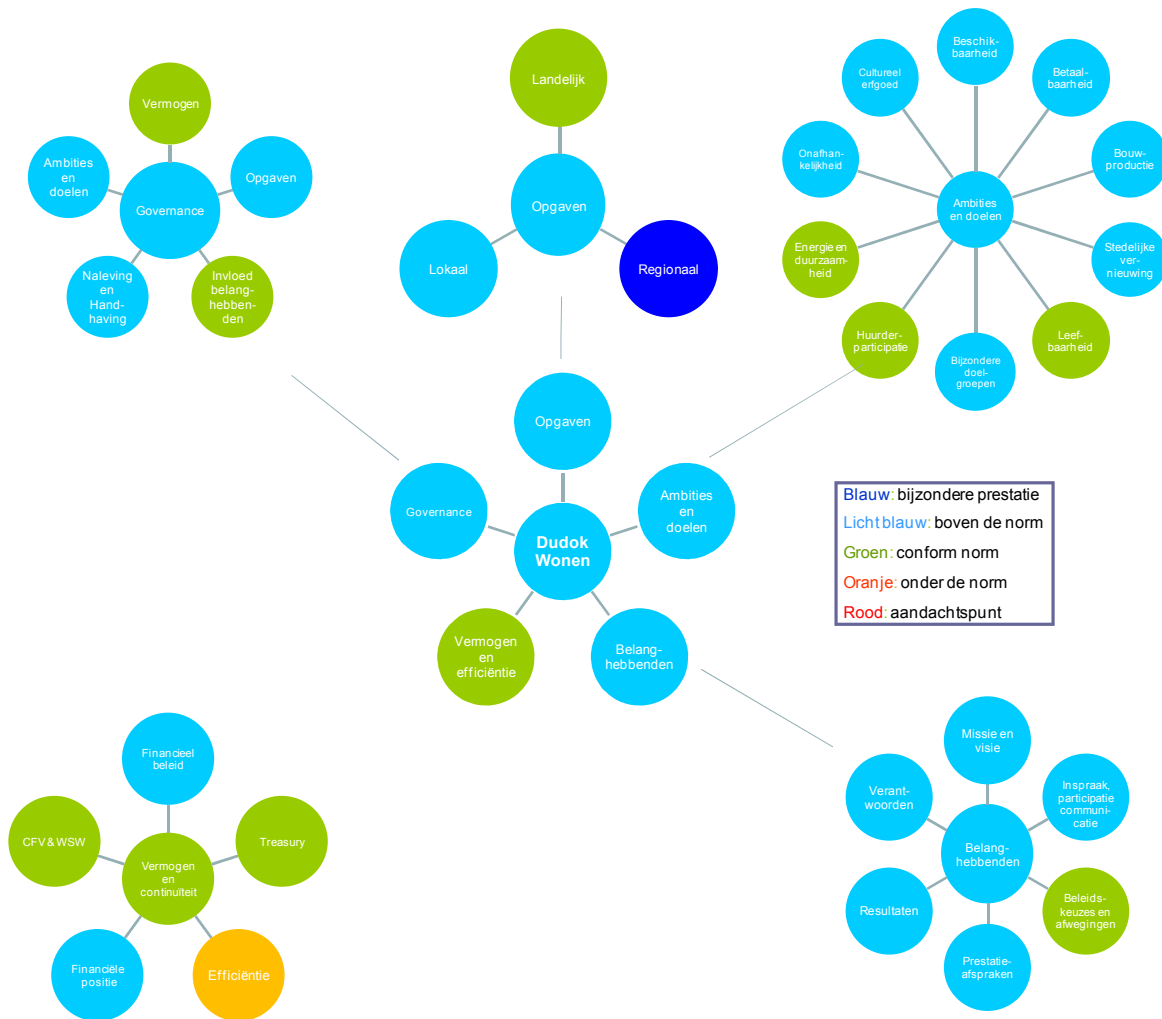 Vermogen
Ambities
en
doelen
Opgaven
Governance
Naleving
en
Hand-
having
Invloed
belang-
hebben-
den
Landelijk
Opgaven
Lokaal
Regionaal
Beschik-
baarheid
Cultureel
erfgoed
Betaal-
baarheid
Onafhan-
kelijkheid
Bouw-
productie
Ambities
en doelen
Energie en
duurzaam-
heid
Stedelijke
ver-
nieuwing
Huurder-
participatie
Leef-
baarheid
Bijzondere
doel-
groepen
Opgaven
Governance
Ambities
en
doelen
Dudok
Wonen
Vermogen
en
efficiëntie
Belang-
hebbenden
Blauw: bijzondere prestatie
Licht blauw: boven de norm
Groen: conform norm
Oranje: onder de norm
Rood: aandachtspunt
Financieel
beleid
CFV & WSW
Treasury
Vermogen
en
continuïteit
Financiële
positie
Efficiëntie
Missie en
visie
Verant-
woorden
Inspraak,
participatie
communi-
catie
Belang-
hebbenden
Resultaten
Beleids-
keuzes en
afwegingen
Prestatie-
afspraken